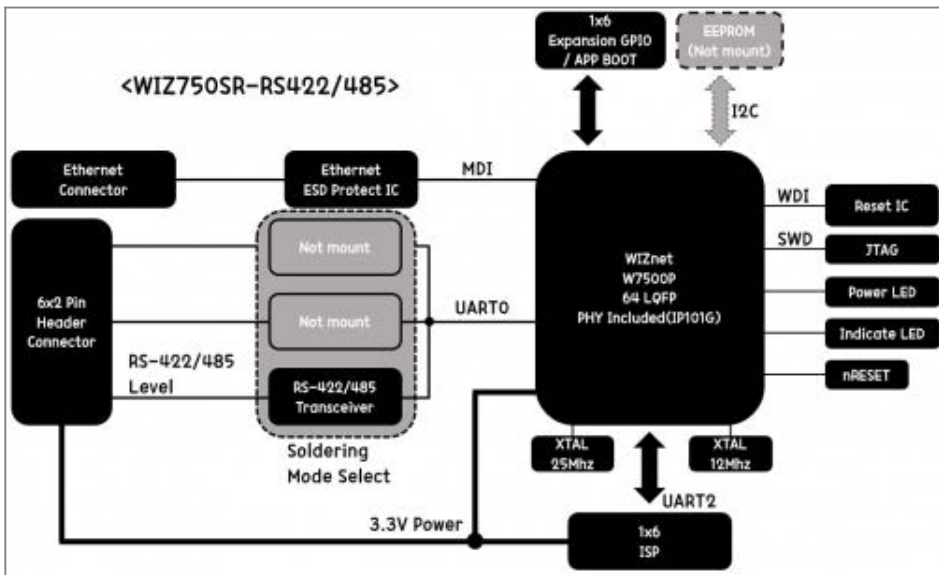 <WIZ750SR-RS422/485>
1x6
Expansion GPIO
/ APP BOOT
EEPROM
(Not mount)
I2C
Ethernet
Connector
Ethernet
ESD Protect IC
MDI
WIZnet
W7500P
64 LQFP
PHY Included(IP101G)
WDI
Reset IC
SWD
JTAG
Power LED
Indicate LED
nRESET
6x2 Pin
Header
Connector
Not mount
Not mount
UART0
RS-422/485
Level
RS-422/485
Transceiver
Soldering
Mode Select
XTAL
25Mhz
XTAL
12Mhz
UART2
3.3V Power
1x6
ISP